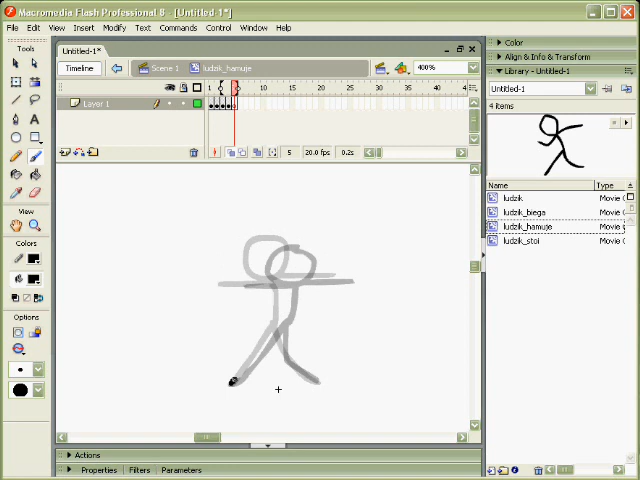 Macromedia Flash Professional 8 - [Untitled-1*]
File Edit View Insert Modify Text Commands Control Window Help
Tools
Untitled-1*
Timeline
Scene 1
ludzik_hamuje
400%
1 5 10 15 20 25 30 35 40 4
Layer 1
5 20.0 fps 0.2s
View
Colors
Options
Color
Align & Info & Transform
Library - Untitled-1
Untitled-1
4 items
Name Type
ludzik Movie C
ludzik_biega Movie C
ludzik_hamuje Movie C
ludzik_stoi Movie C
Actions
Properties Filters Parameters